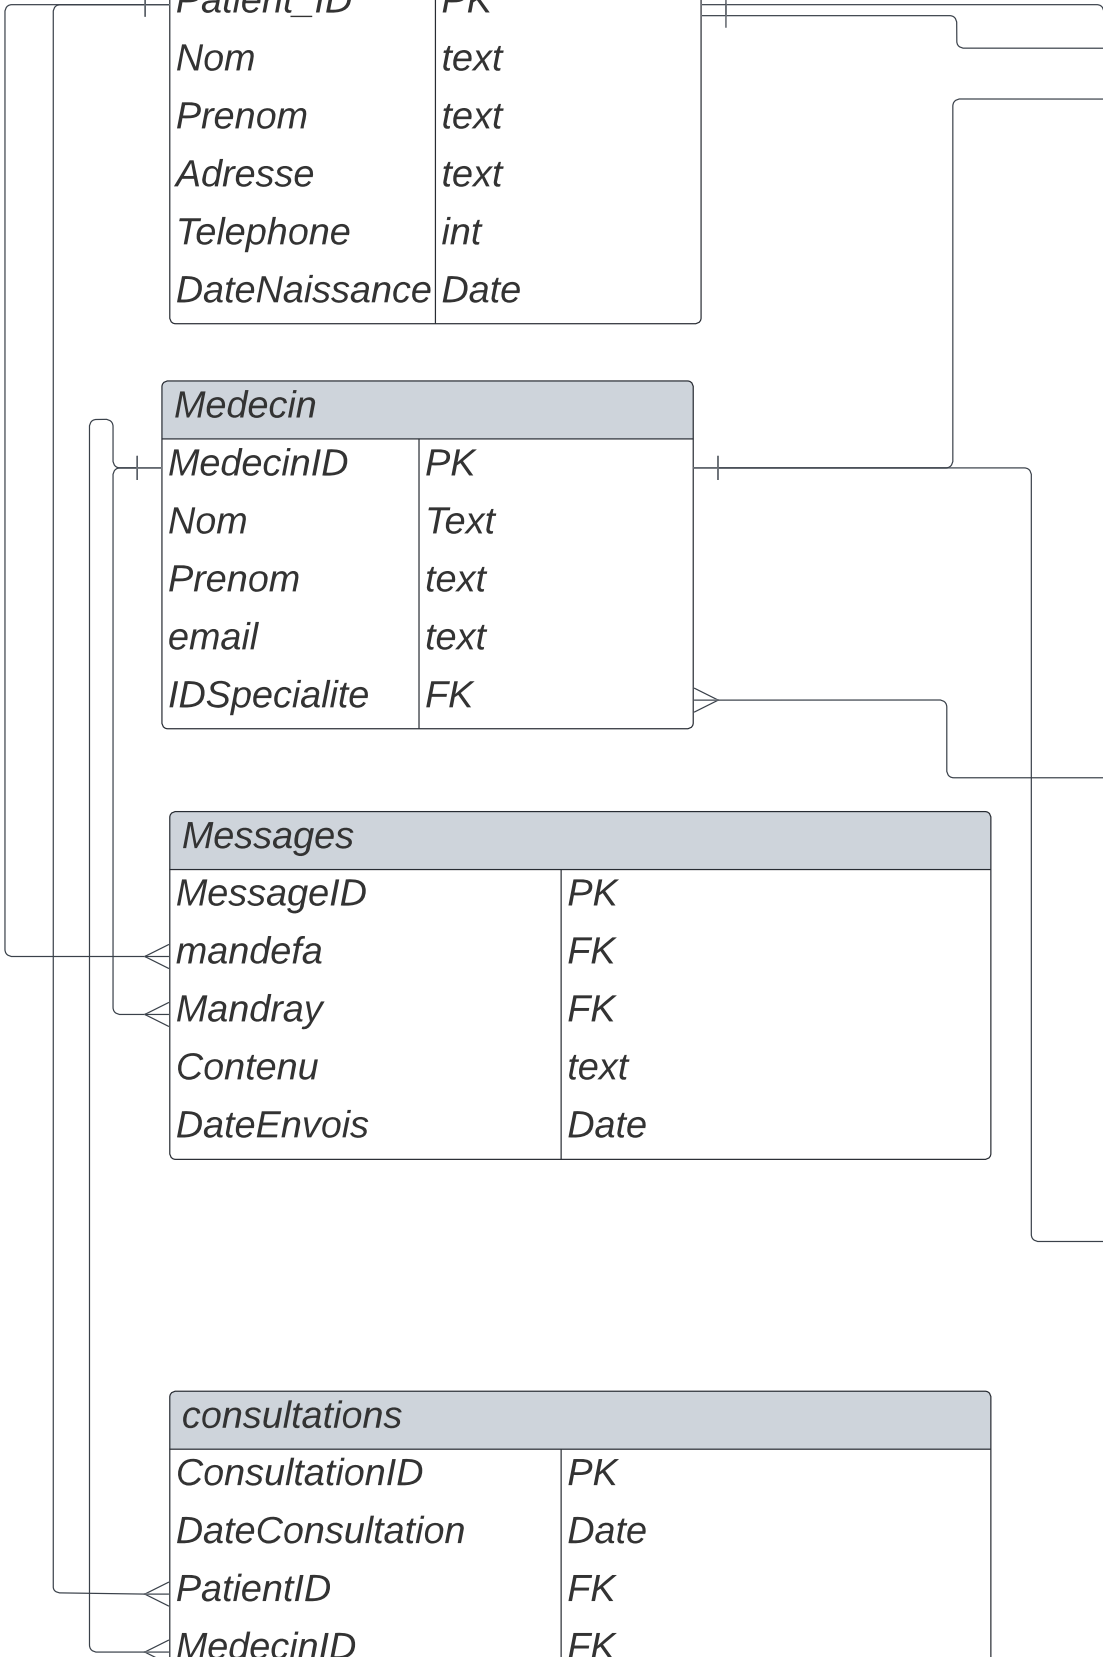 Patient_ID PK
Nom text
Prenom text
Adresse text
Telephone int
DateNaissance Date
Medecin
MedecinID PK
Nom Text
Prenom text
email text
IDSpecialite FK
Messages
MessageID PK
mandefa FK
Mandray FK
Contenu text
DateEnvois Date
consultations
ConsultationID PK
DateConsultation Date
PatientID FK
MedecinID FK